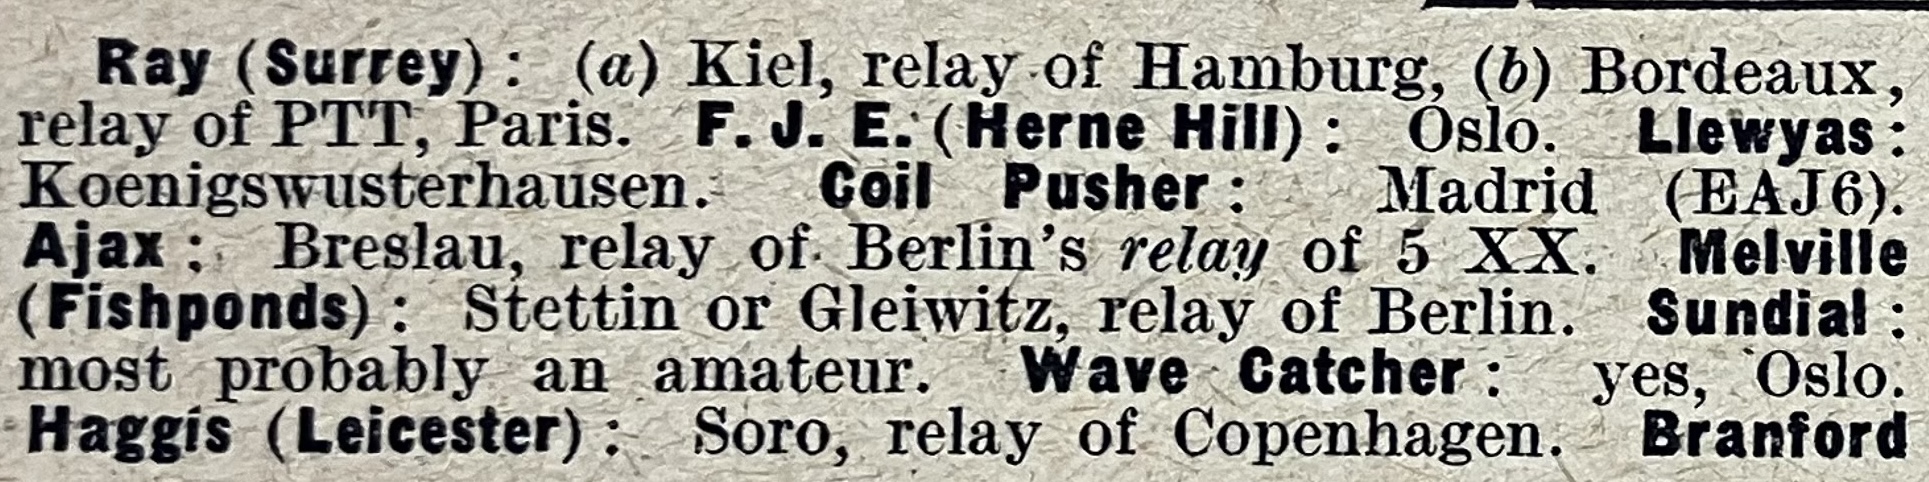 Ray (Surrey): (a) Kiel, relay of Hamburg, (b) Bordeaux,
relay of PTT, Paris. F. J. E. (Herne Hill): Oslo. Llewyas:
Koenigswusterhausen. Coil Pusher: Madrid (EAJ6).
Ajax: Breslau, relay of Berlin's relay of 5 XX. Melville
(Fishponds): Stettin or Gleiwitz, relay of Berlin. Sundial:
most probably an amateur. Wave Catcher: yes, Oslo.
Haggis (Leicester): Soro, relay of Copenhagen. Branford